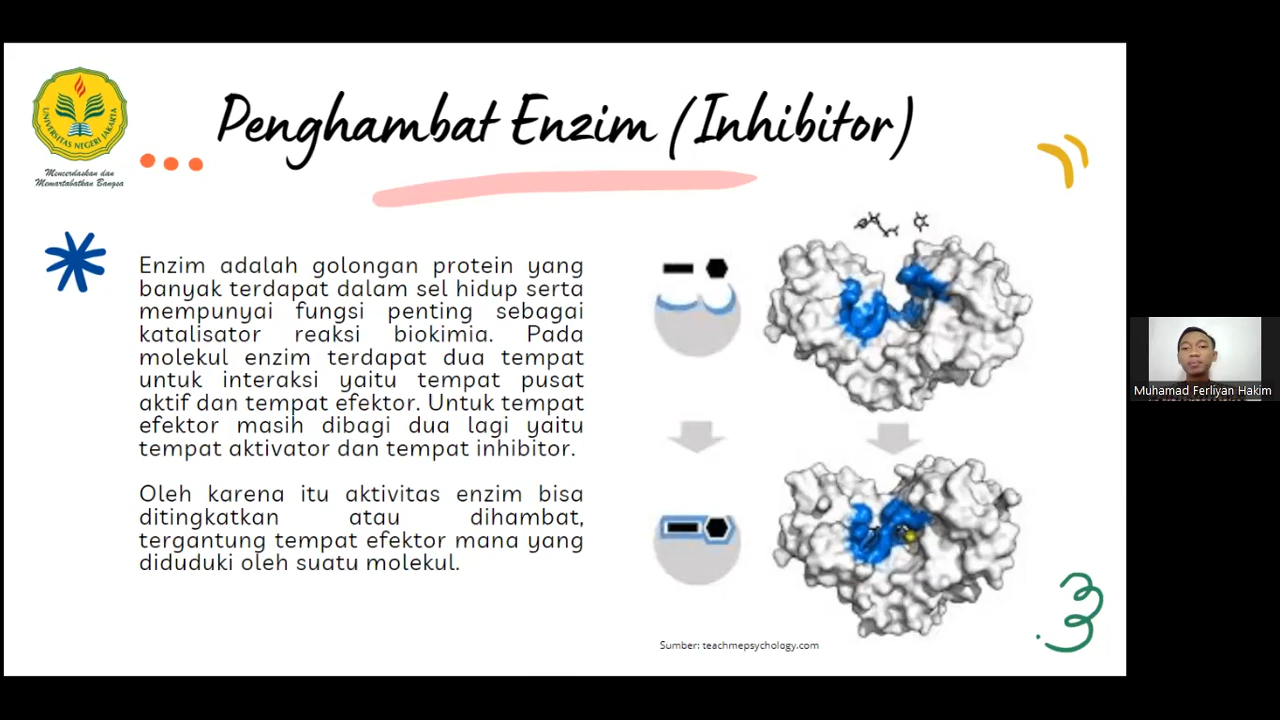 Penghambat Enzim (Inhibitor)
UNIVERSITAS NEGERI JAKARTA
Mencerdaskan dan
Memartabatkan Bangsa
Enzim adalah golongan protein yang
banyak terdapat dalam sel hidup serta
mempunyai fungsi penting sebagai
katalisator reaksi biokimia. Pada
molekul enzim terdapat dua tempat
untuk interaksi yaitu tempat pusat
aktif dan tempat efektor. Untuk tempat
efektor masih dibagi dua lagi yaitu
tempat aktivator dan tempat inhibitor.
Oleh karena itu aktivitas enzim bisa
ditingkatkan atau dihambat,
tergantung tempat efektor mana yang
diduduki oleh suatu molekul.
Sumber: teachmepsychology.com
Muhamad Ferliyan Hakim